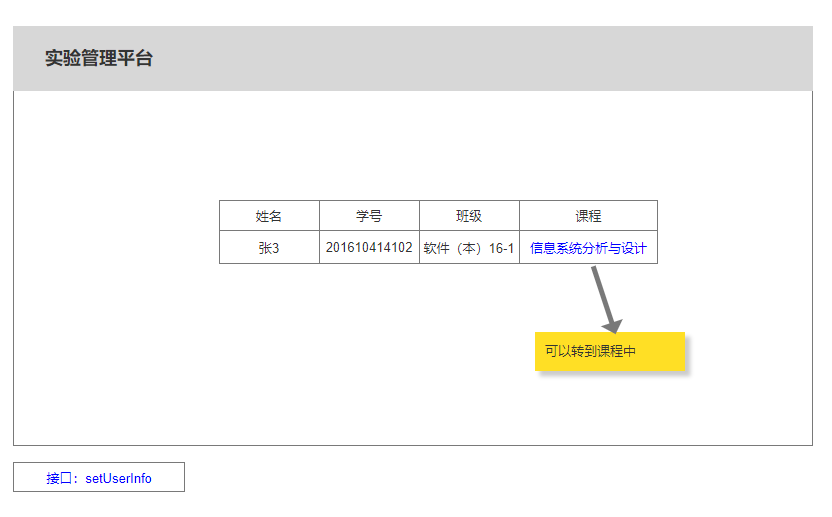 实验管理平台
姓名 学号 班级 课程
张3 201610414102 软件（本）16-1 信息系统分析与设计
可以转到课程中
接口：setUserInfo